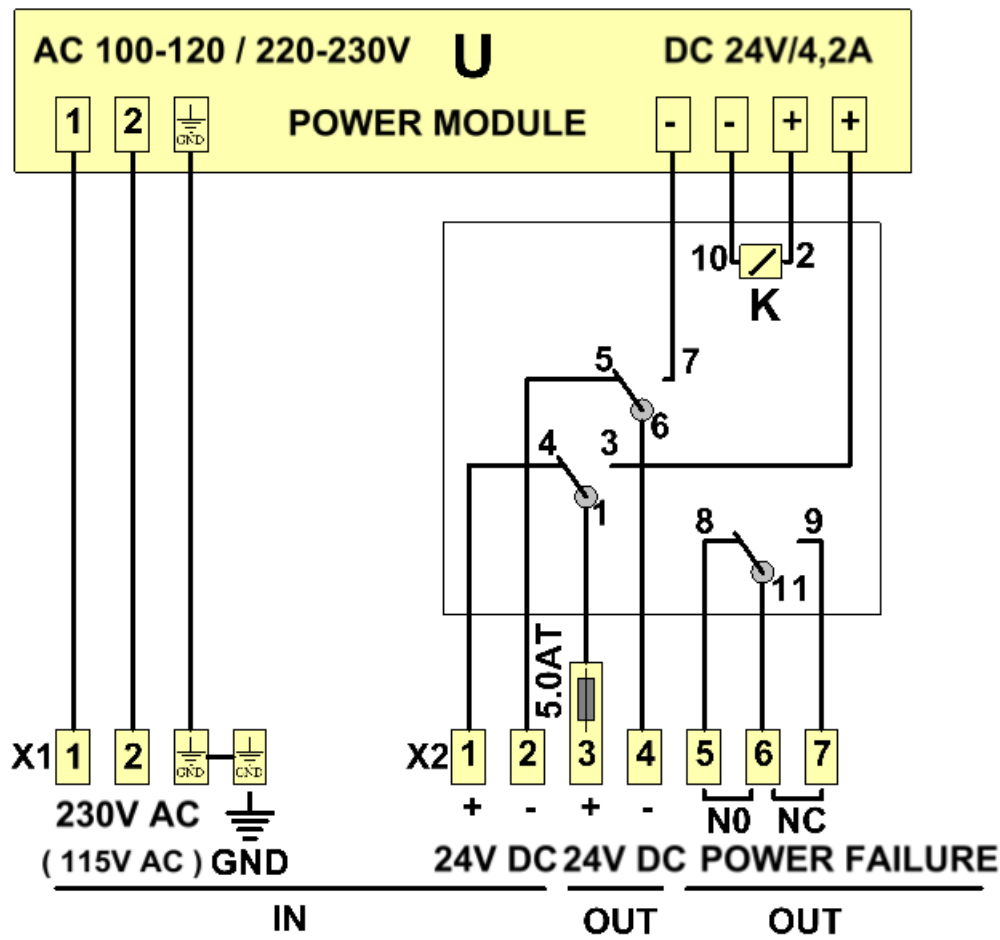 AC 100-120 / 220-230V U DC 24V/4,2A
1 2 GND POWER MODULE - - + +
10 2
K
5 7
6
4 3
1
8 9
11
5.0AT
X1 1 2 GND GND X2 1 2 3 4 5 6 7
+ - + -
230V AC N0 NC
( 115V AC ) GND 24V DC 24V DC POWER FAILURE
IN OUT OUT